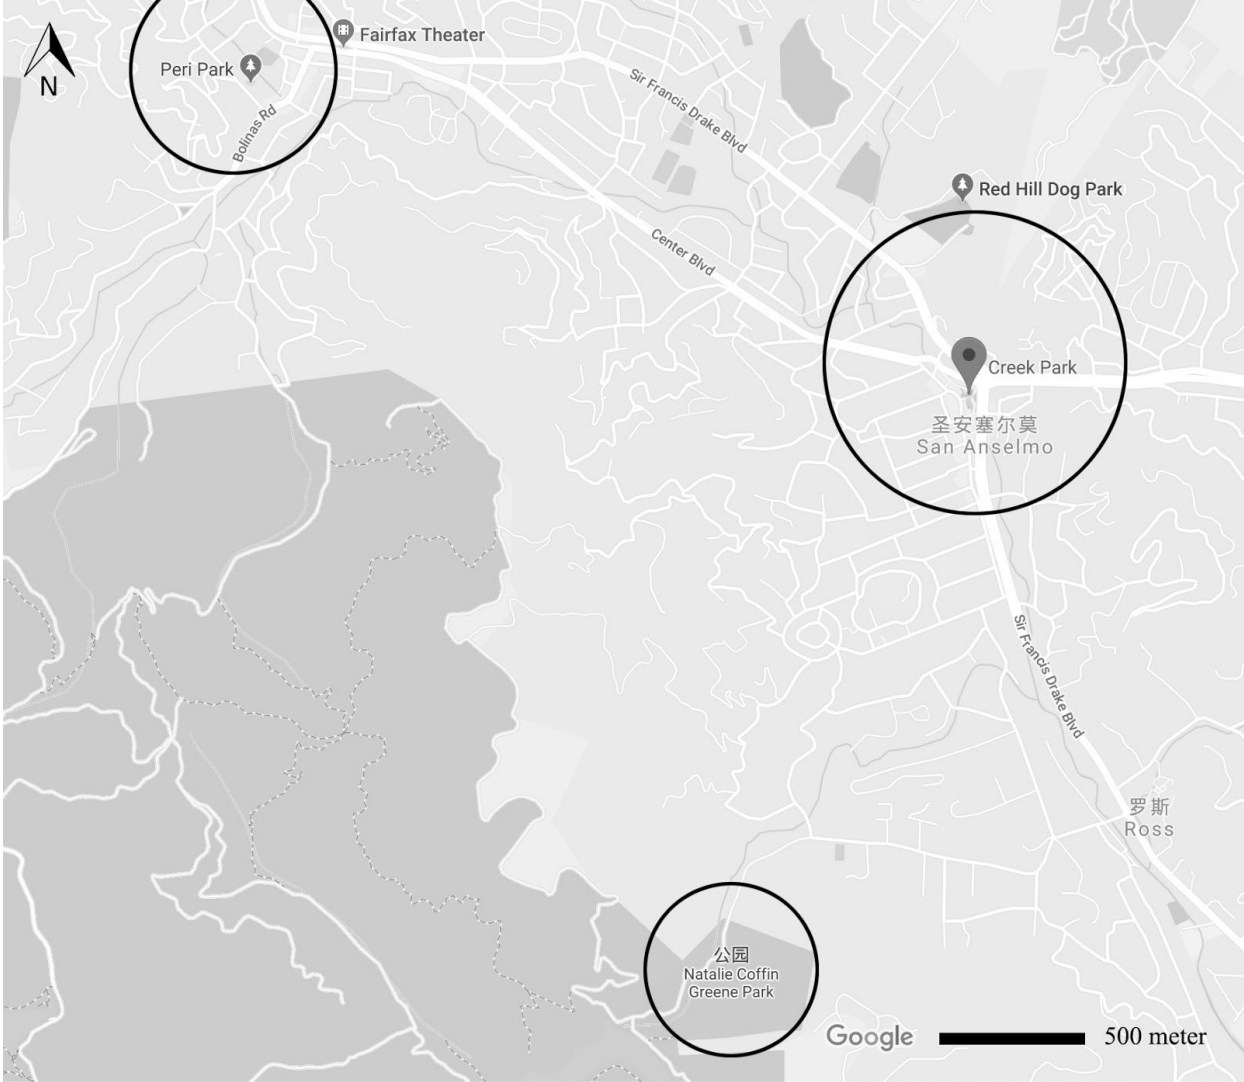 Fairfax Theater
Peri Park
N
Sir Francis Drake Blvd
Bolinas Rd
Red Hill Dog Park
Center Blvd
Creek Park
圣安塞尔莫
San Anselmo
Sir Francis Drake Blvd
罗斯
Ross
公园
Natalie Coffin
Greene Park
Google
500 meter